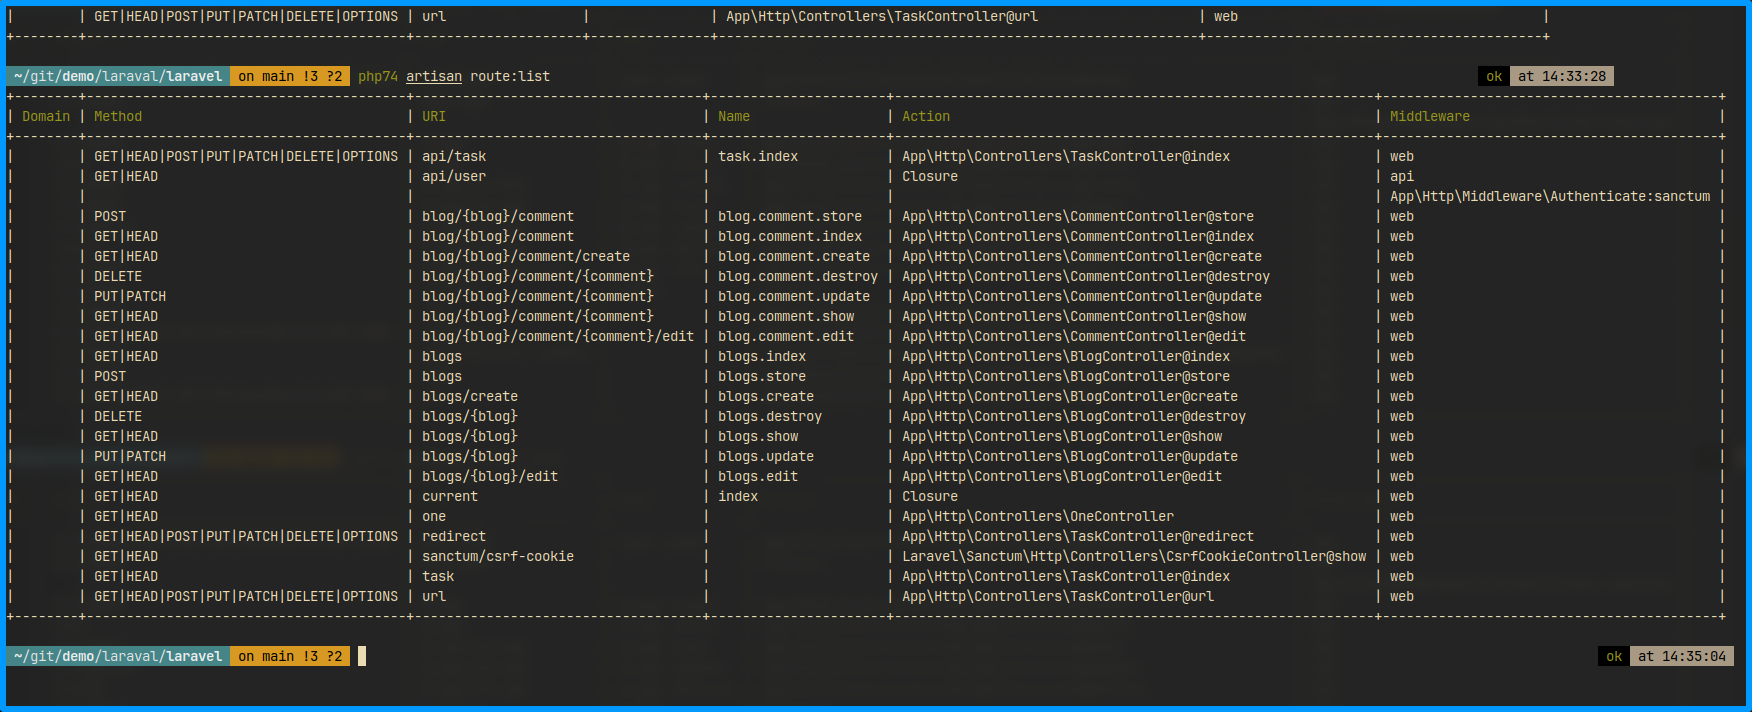 |        | GET|HEAD|POST|PUT|PATCH|DELETE|OPTIONS | url                 |               | App\Http\Controllers\TaskController@url                    | web                                      |
+--------+----------------------------------------+---------------------+---------------+------------------------------------------------------------+------------------------------------------+
~/git/demo/laraval/laravel on main !3 ?2 php74 artisan route:list ok at 14:33:28
+--------+----------------------------------------+------------------------------------+----------------------+------------------------------------------------------------+------------------------------------------+
| Domain | Method                                 | URI                                | Name                 | Action                                                     | Middleware                               |
+--------+----------------------------------------+------------------------------------+----------------------+------------------------------------------------------------+------------------------------------------+
|        | GET|HEAD|POST|PUT|PATCH|DELETE|OPTIONS | api/task                           | task.index           | App\Http\Controllers\TaskController@index                  | web                                      |
|        | GET|HEAD                               | api/user                           |                      | Closure                                                    | api                                      |
|        |                                        |                                    |                      |                                                            | App\Http\Middleware\Authenticate:sanctum |
|        | POST                                   | blog/{blog}/comment                | blog.comment.store   | App\Http\Controllers\CommentController@store               | web                                      |
|        | GET|HEAD                               | blog/{blog}/comment                | blog.comment.index   | App\Http\Controllers\CommentController@index               | web                                      |
|        | GET|HEAD                               | blog/{blog}/comment/create         | blog.comment.create  | App\Http\Controllers\CommentController@create              | web                                      |
|        | DELETE                                 | blog/{blog}/comment/{comment}      | blog.comment.destroy | App\Http\Controllers\CommentController@destroy             | web                                      |
|        | PUT|PATCH                              | blog/{blog}/comment/{comment}      | blog.comment.update  | App\Http\Controllers\CommentController@update              | web                                      |
|        | GET|HEAD                               | blog/{blog}/comment/{comment}      | blog.comment.show    | App\Http\Controllers\CommentController@show                | web                                      |
|        | GET|HEAD                               | blog/{blog}/comment/{comment}/edit | blog.comment.edit    | App\Http\Controllers\CommentController@edit                | web                                      |
|        | GET|HEAD                               | blogs                              | blogs.index          | App\Http\Controllers\BlogController@index                  | web                                      |
|        | POST                                   | blogs                              | blogs.store          | App\Http\Controllers\BlogController@store                  | web                                      |
|        | GET|HEAD                               | blogs/create                       | blogs.create         | App\Http\Controllers\BlogController@create                 | web                                      |
|        | DELETE                                 | blogs/{blog}                       | blogs.destroy        | App\Http\Controllers\BlogController@destroy                | web                                      |
|        | GET|HEAD                               | blogs/{blog}                       | blogs.show           | App\Http\Controllers\BlogController@show                   | web                                      |
|        | PUT|PATCH                              | blogs/{blog}                       | blogs.update         | App\Http\Controllers\BlogController@update                 | web                                      |
|        | GET|HEAD                               | blogs/{blog}/edit                  | blogs.edit           | App\Http\Controllers\BlogController@edit                   | web                                      |
|        | GET|HEAD                               | current                            | index                | Closure                                                    | web                                      |
|        | GET|HEAD                               | one                                |                      | App\Http\Controllers\OneController                         | web                                      |
|        | GET|HEAD|POST|PUT|PATCH|DELETE|OPTIONS | redirect                           |                      | App\Http\Controllers\TaskController@redirect               | web                                      |
|        | GET|HEAD                               | sanctum/csrf-cookie                |                      | Laravel\Sanctum\Http\Controllers\CsrfCookieController@show | web                                      |
|        | GET|HEAD                               | task                               |                      | App\Http\Controllers\TaskController@index                  | web                                      |
|        | GET|HEAD|POST|PUT|PATCH|DELETE|OPTIONS | url                                |                      | App\Http\Controllers\TaskController@url                    | web                                      |
+--------+----------------------------------------+------------------------------------+----------------------+------------------------------------------------------------+------------------------------------------+
~/git/demo/laraval/laravel on main !3 ?2 ok at 14:35:04